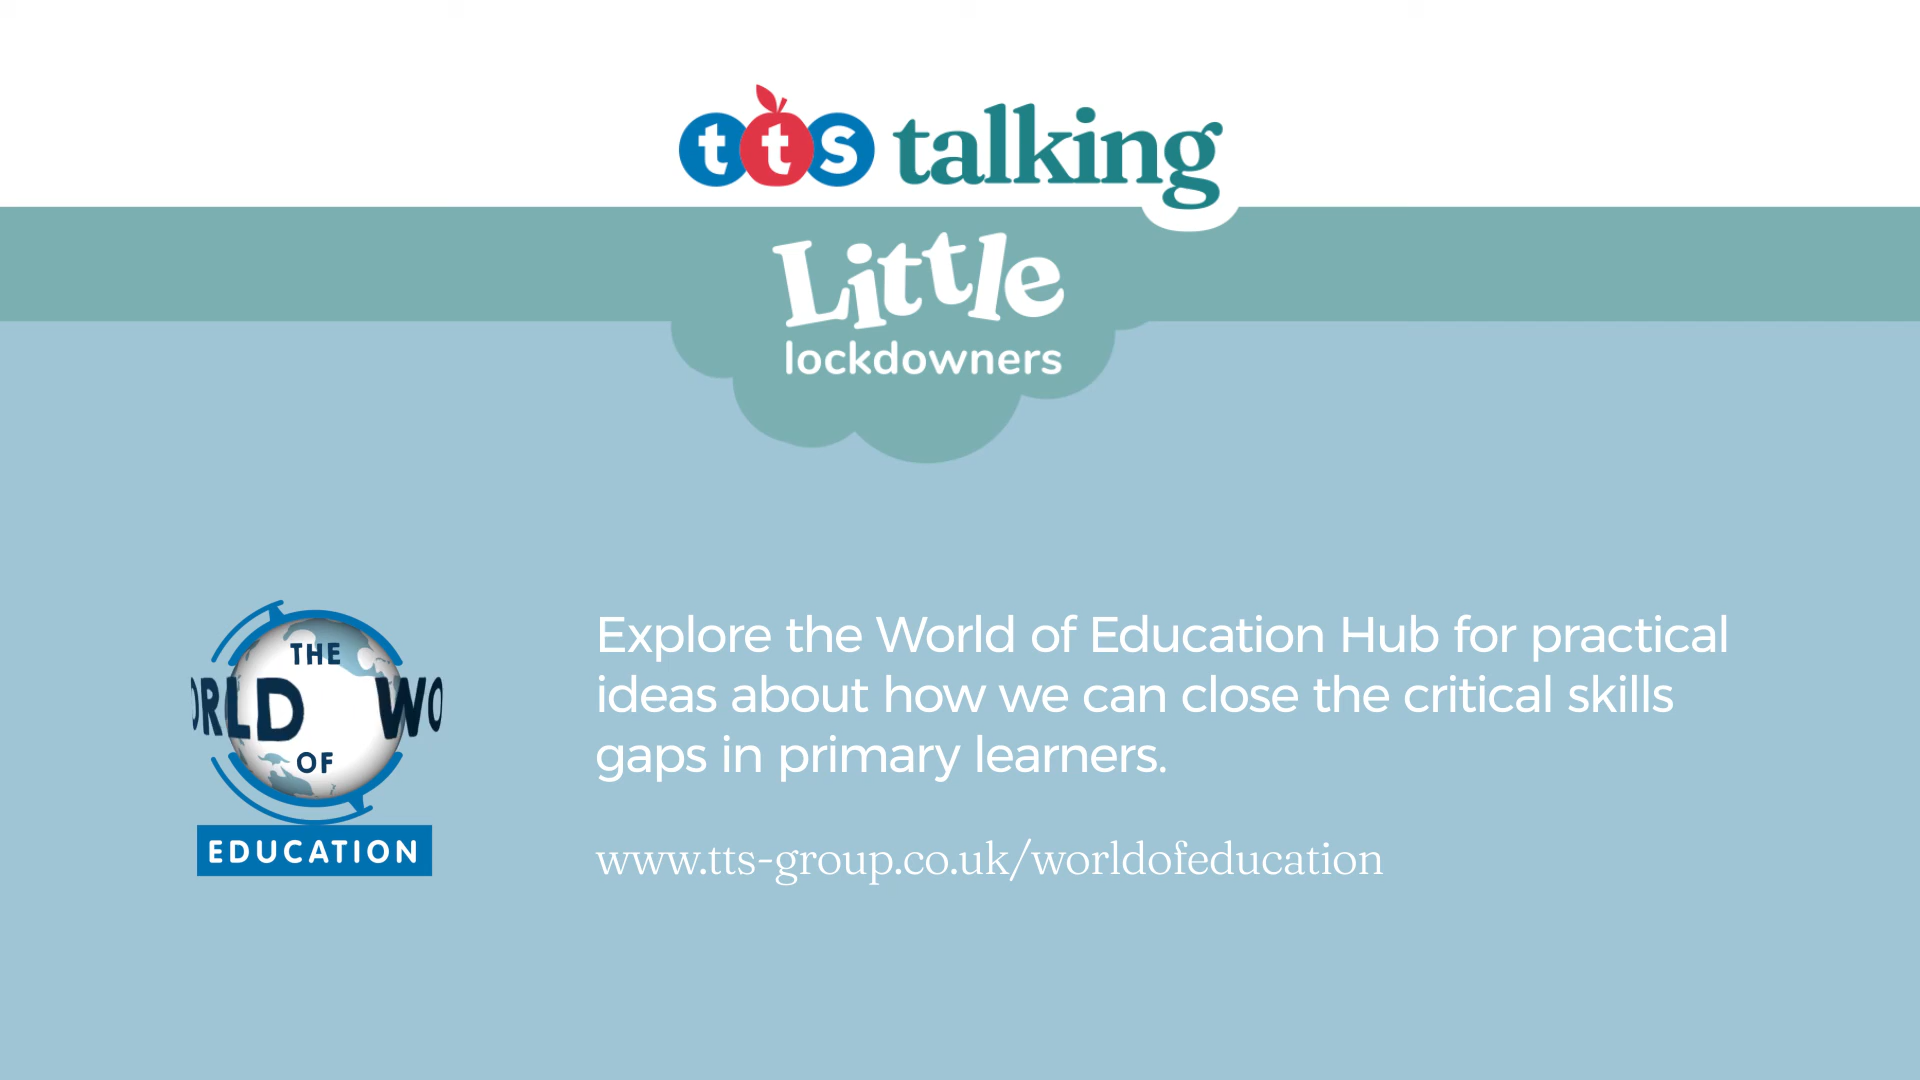 tts talking
Little
lockdowners
THE
ORLD WO
OF
EDUCATION
Explore the World of Education Hub for practical
ideas about how we can close the critical skills
gaps in primary learners.
www.tts-group.co.uk/worldofeducation